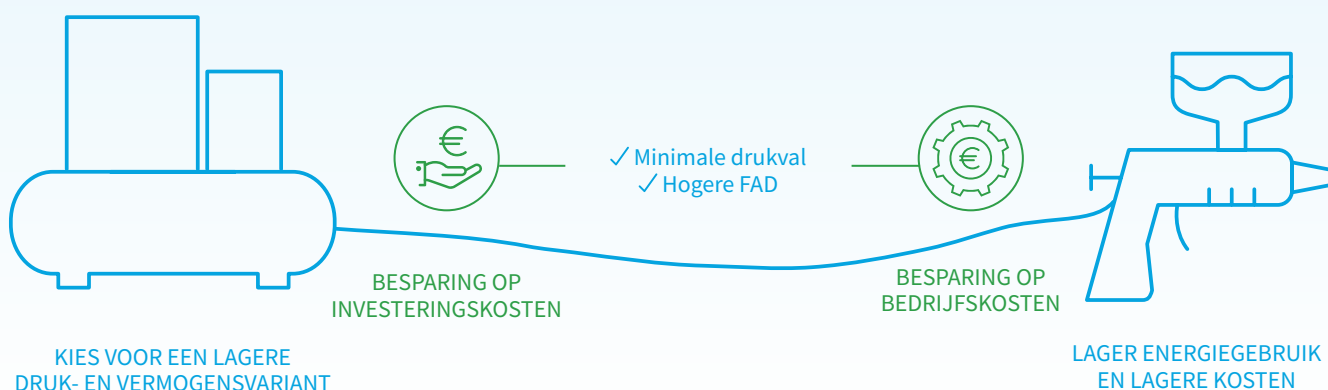 ✓ Minimale drukval
✓ Hogere FAD
BESPARING OP
INVESTERINGSKOSTEN
BESPARING OP
BEDRIJFSKOSTEN
KIES VOOR EEN LAGERE
DRUK- EN VERMOGENSVARIANT
LAGER ENERGIEGEBRUIK
EN LAGERE KOSTEN